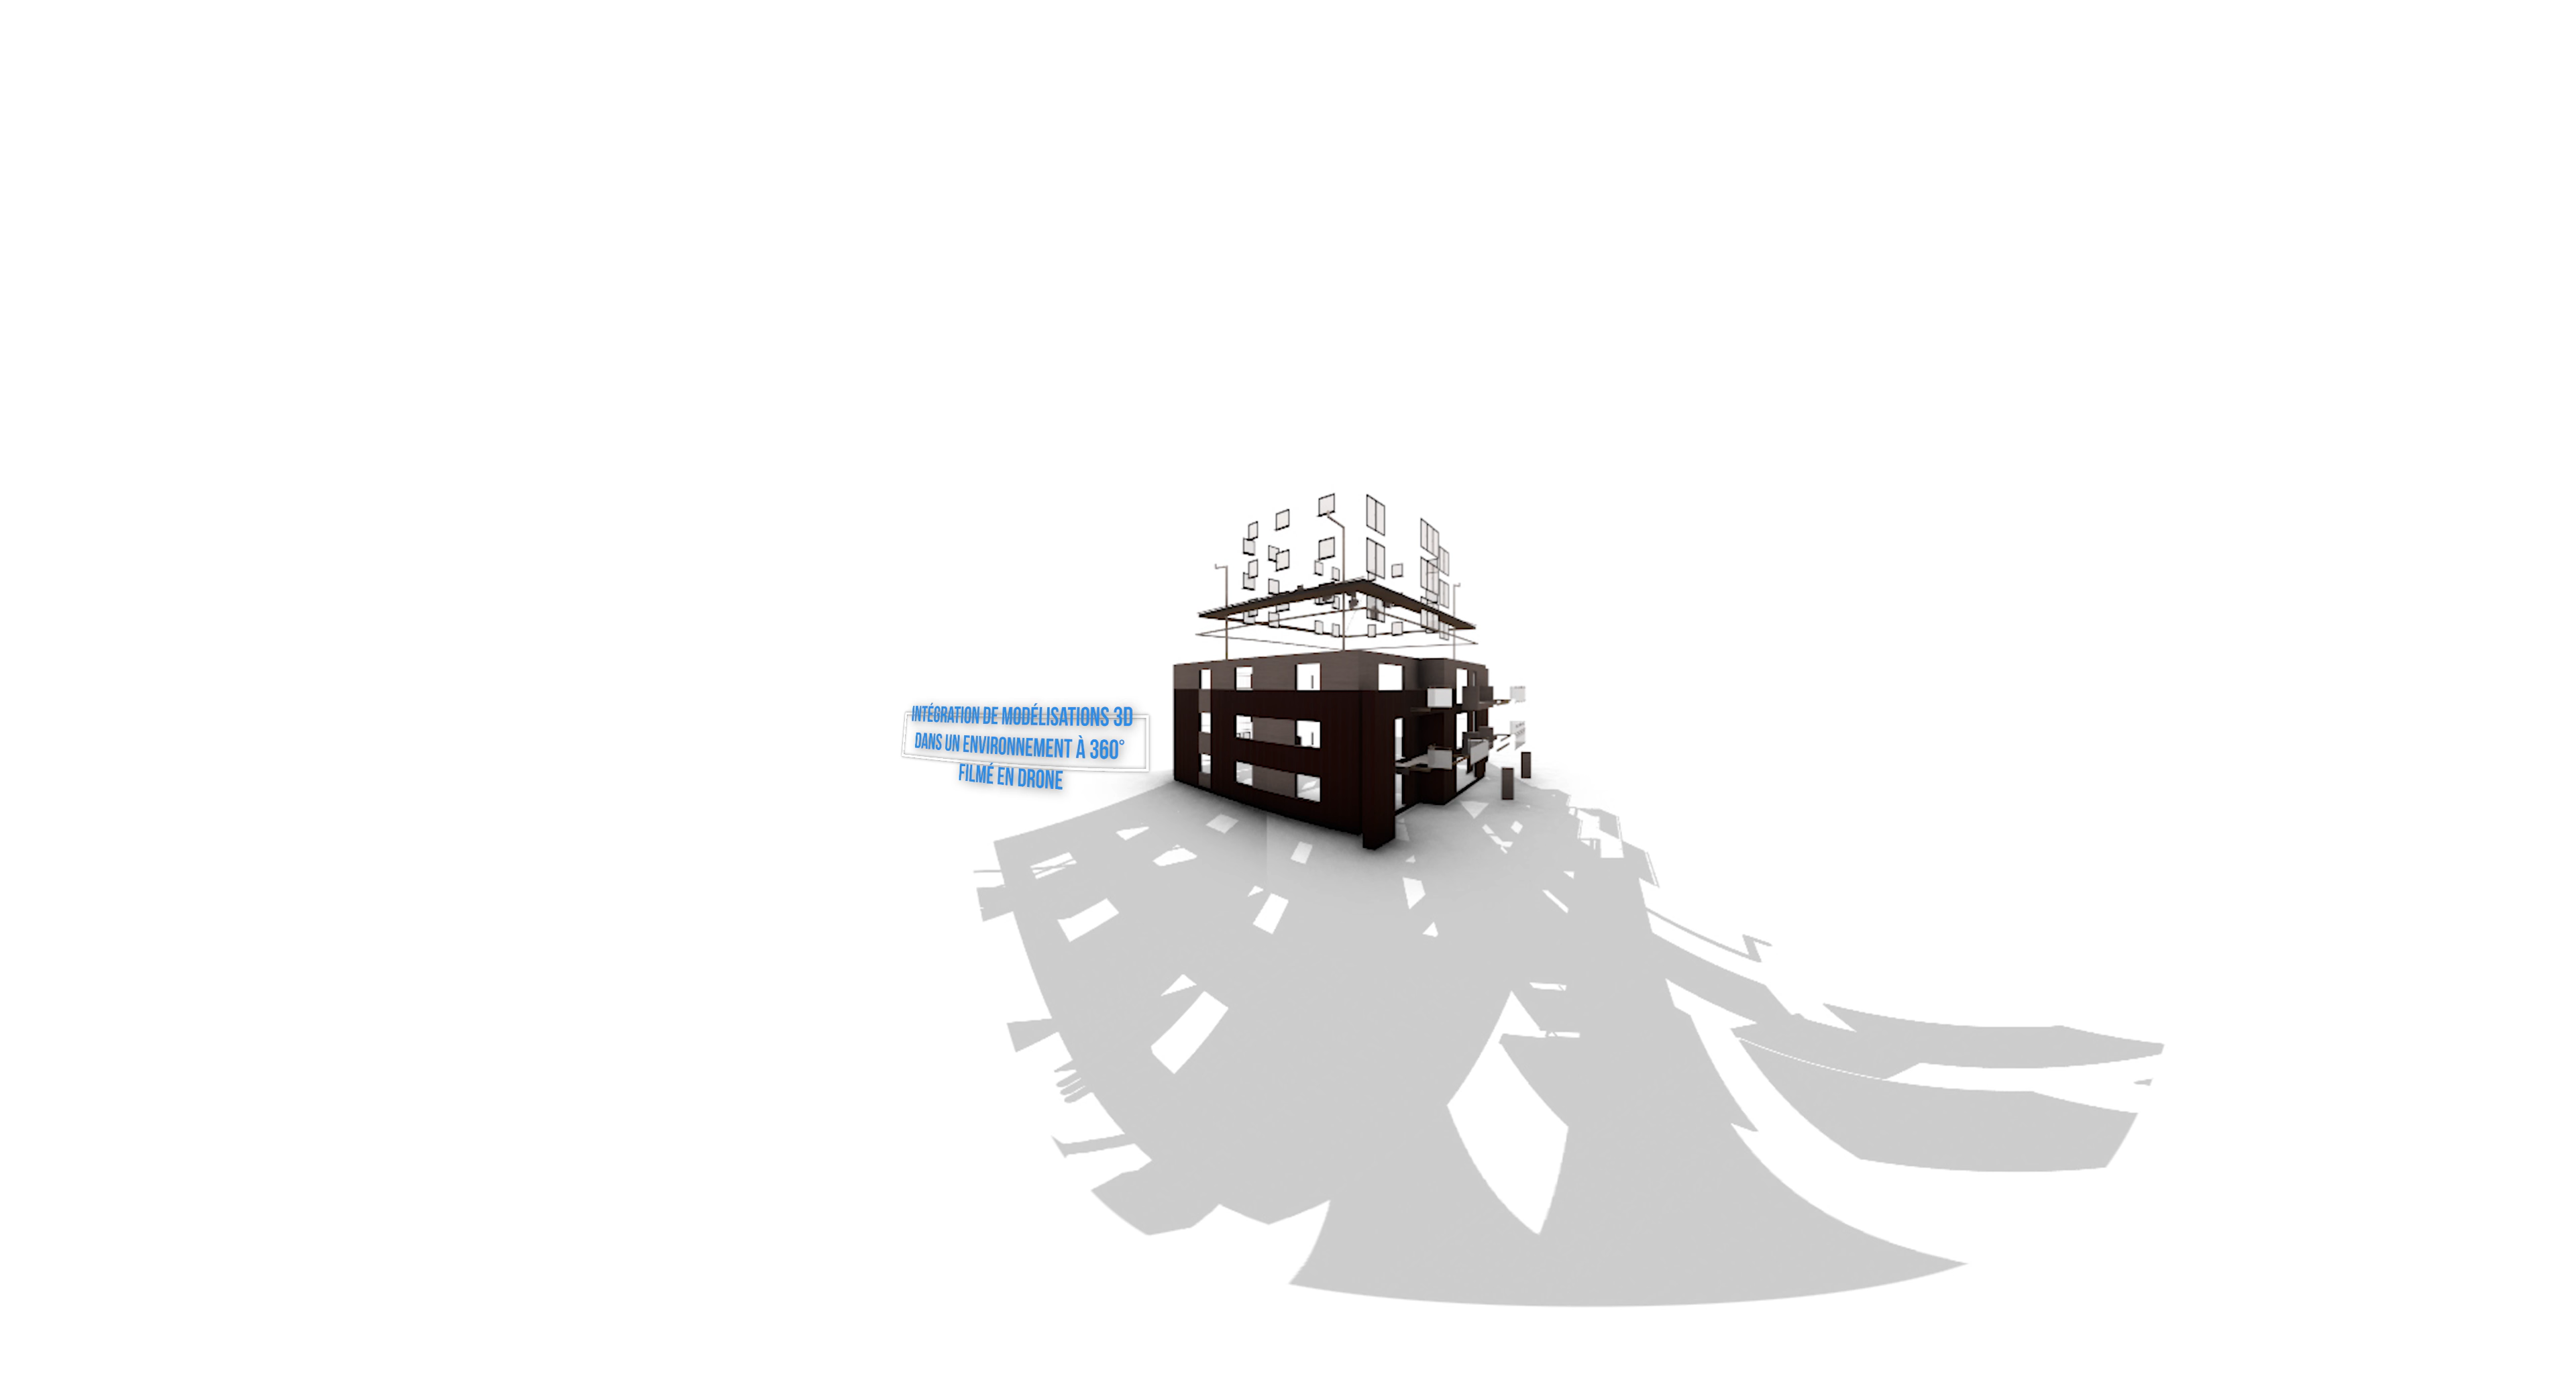 INTÉGRATION DE MODÉLISATIONS 3D
DANS UN ENVIRONNEMENT À 360°
FILMÉ EN DRONE